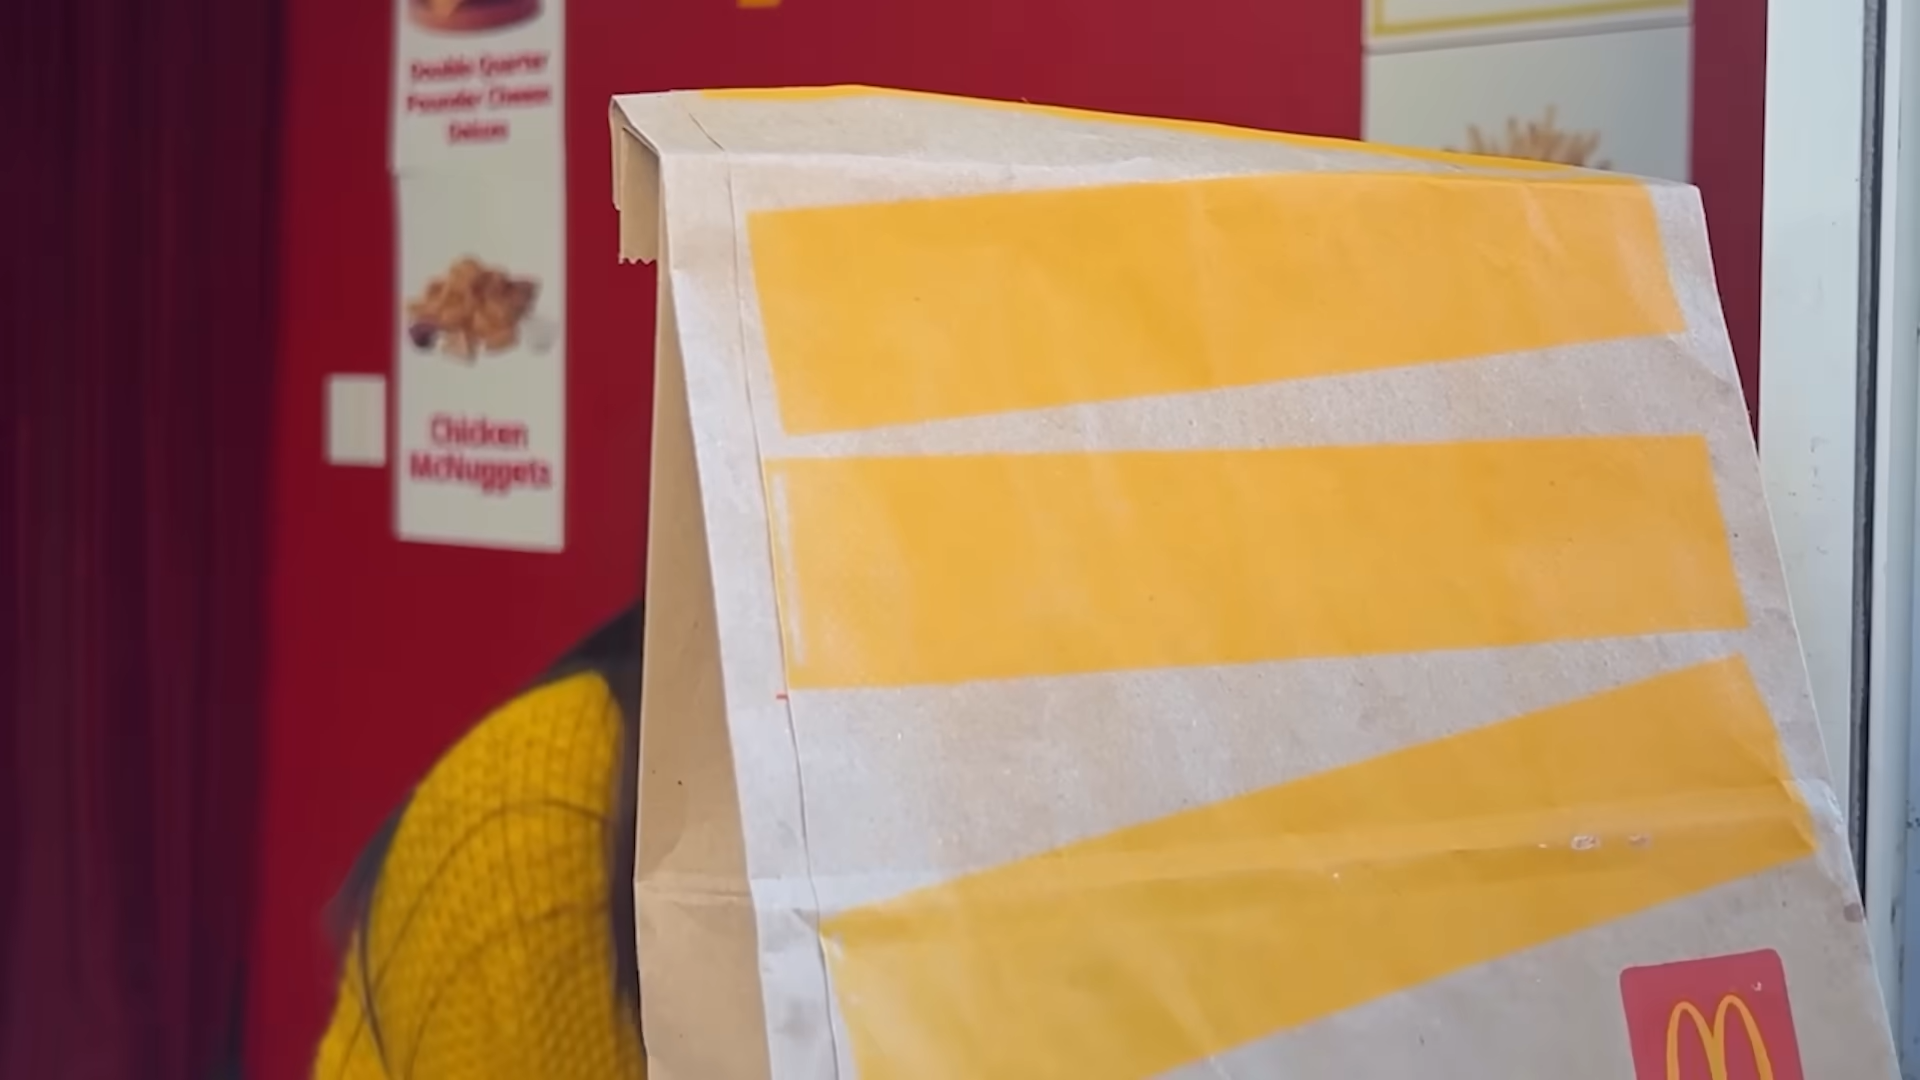 Double Quarter
Pounder Cheese
Deluxe
Chicken
McNuggets